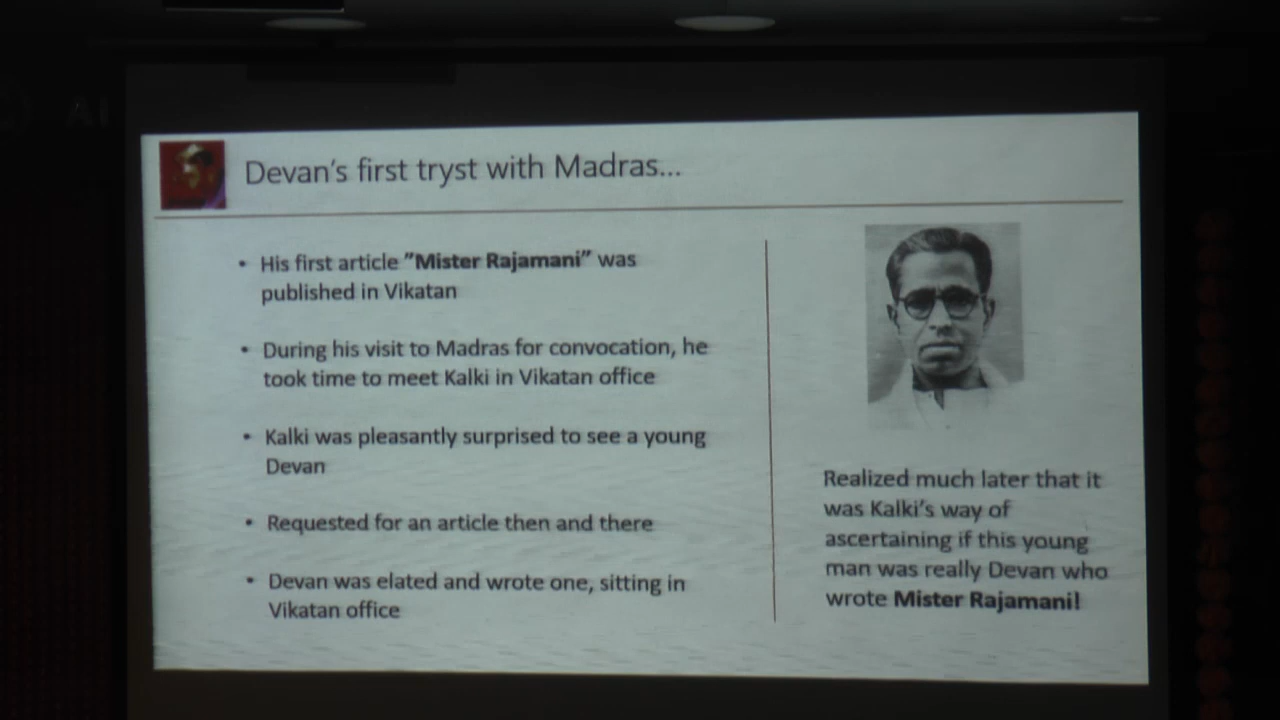 Devan's first tryst with Madras...
• His first article "Mister Rajamani" was
published in Vikatan
• During his visit to Madras for convocation, he
took time to meet Kalki in Vikatan office
• Kalki was pleasantly surprised to see a young
Devan
• Requested for an article then and there
• Devan was elated and wrote one, sitting in
Vikatan office
Realized much later that it
was Kalki's way of
ascertaining if this young
man was really Devan who
wrote Mister Rajamani!